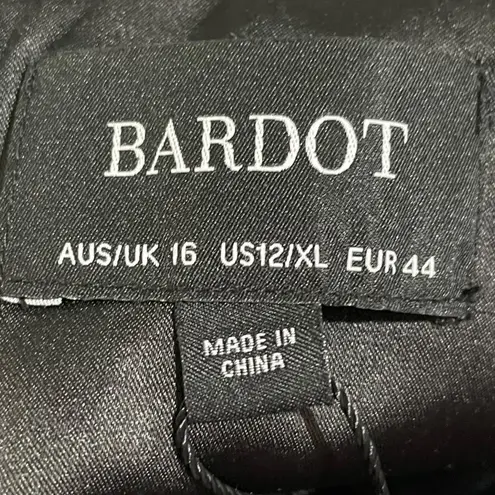 BARDOT
AUS/UK 16 US12/XL EUR 44
MADE IN
CHINA